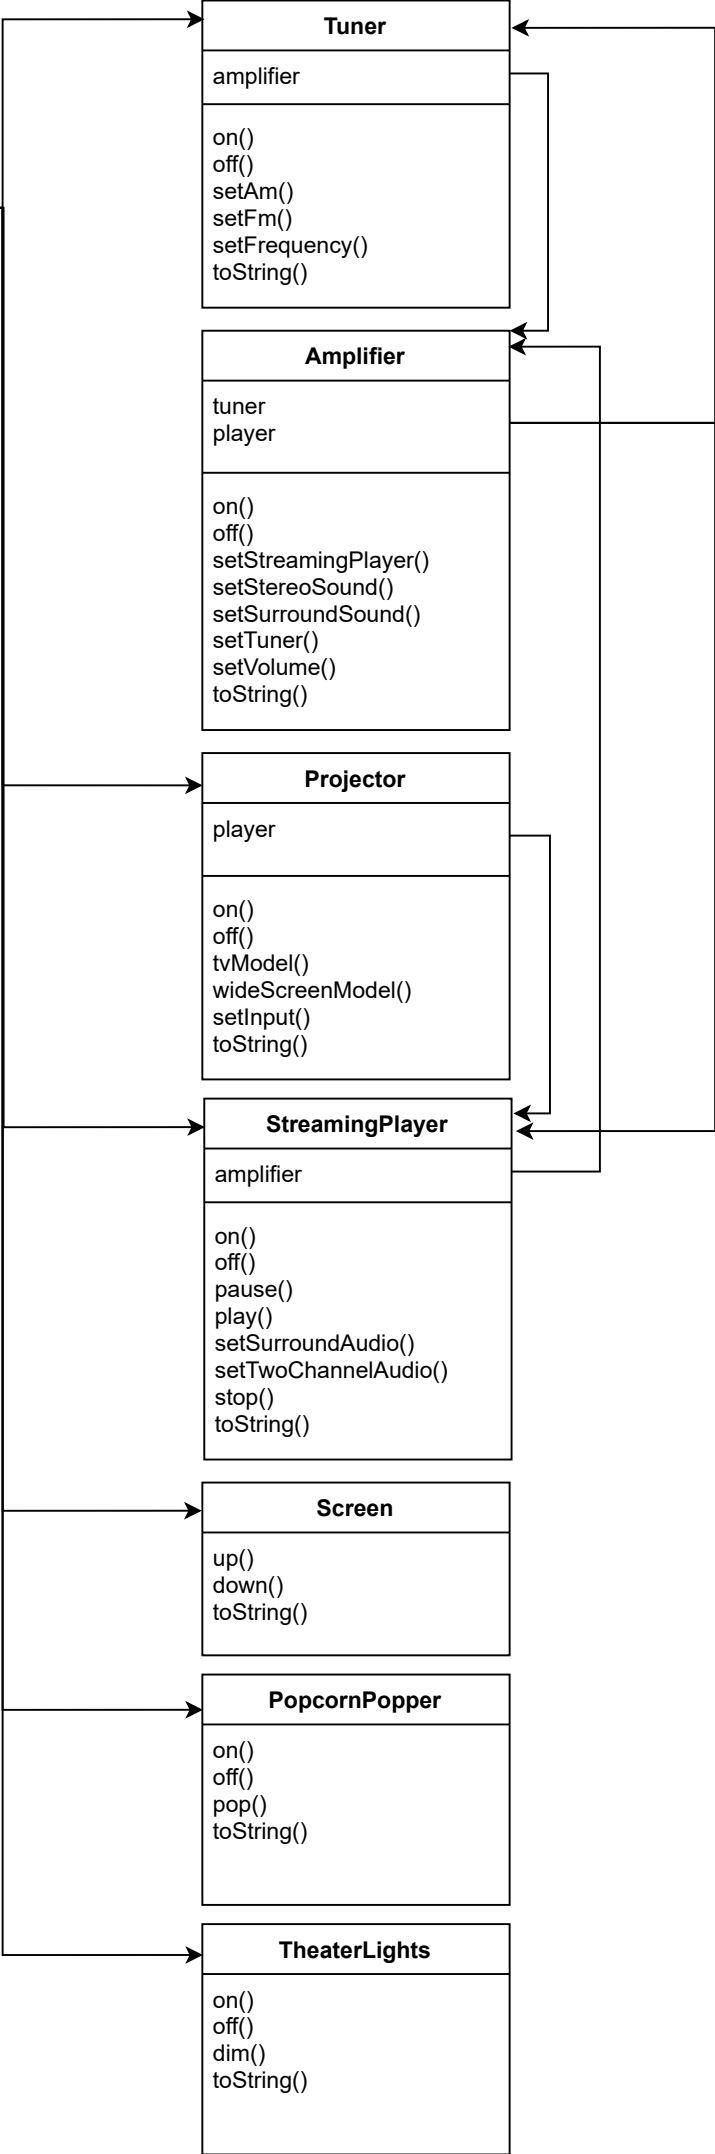 Tuner
amplifier
on()
off()
setAm()
setFm()
setFrequency()
toString()
Amplifier
tuner
player
on()
off()
setStreamingPlayer()
setStereoSound()
setSurroundSound()
setTuner()
setVolume()
toString()
Projector
player
on()
off()
tvModel()
wideScreenModel()
setInput()
toString()
StreamingPlayer
amplifier
on()
off()
pause()
play()
setSurroundAudio()
setTwoChannelAudio()
stop()
toString()
Screen
up()
down()
toString()
PopcornPopper
on()
off()
pop()
toString()
TheaterLights
on()
off()
dim()
toString()